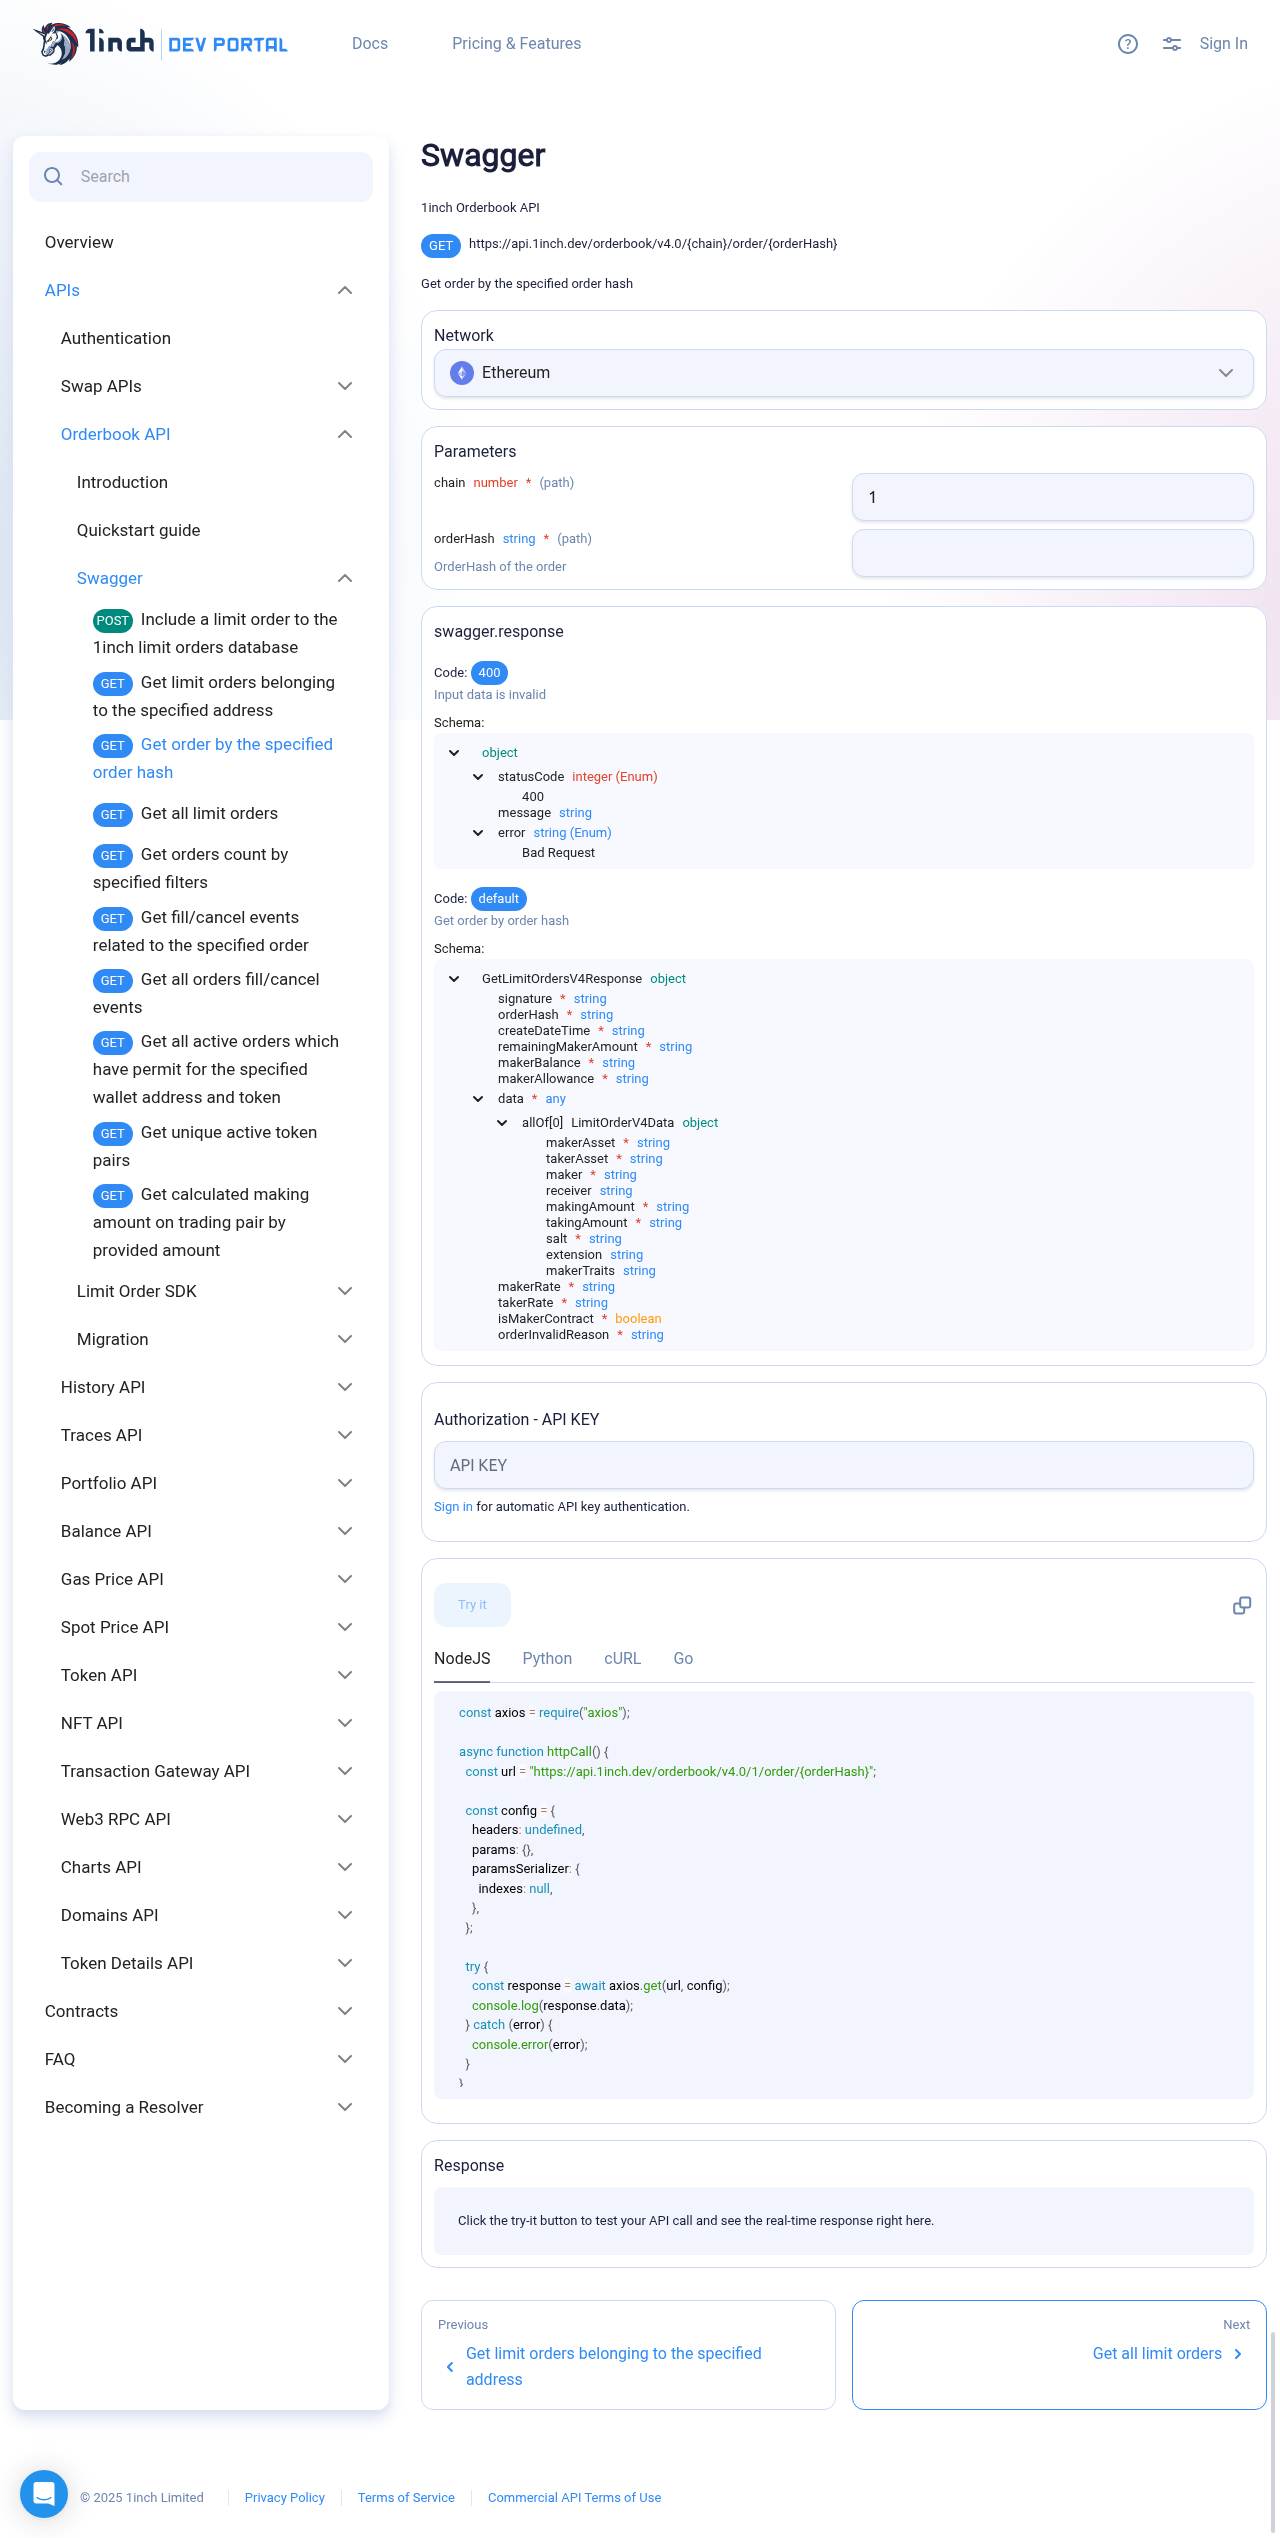 1inch DEV PORTAL
Docs
Pricing & Features
Sign In
Search
Overview
APIs
Authentication
Swap APIs
Orderbook API
Introduction
Quickstart guide
Swagger
POST Include a limit order to the
1inch limit orders database
GET Get limit orders belonging
to the specified address
GET Get order by the specified
order hash
GET Get all limit orders
GET Get orders count by
specified filters
GET Get fill/cancel events
related to the specified order
GET Get all orders fill/cancel
events
GET Get all active orders which
have permit for the specified
wallet address and token
GET Get unique active token
pairs
GET Get calculated making
amount on trading pair by
provided amount
Limit Order SDK
Migration
History API
Traces API
Portfolio API
Balance API
Gas Price API
Spot Price API
Token API
NFT API
Transaction Gateway API
Web3 RPC API
Charts API
Domains API
Token Details API
Contracts
FAQ
Becoming a Resolver
Swagger
1inch Orderbook API
GET https://api.1inch.dev/orderbook/v4.0/{chain}/order/{orderHash}
Get order by the specified order hash
Network
Ethereum
Parameters
chain number * (path)
1
orderHash string * (path)
OrderHash of the order
swagger.response
Code: 400
Input data is invalid
Schema:
object
statusCode integer (Enum)
400
message string
error string (Enum)
Bad Request
Code: default
Get order by order hash
Schema:
GetLimitOrdersV4Response object
signature * string
orderHash * string
createDateTime * string
remainingMakerAmount * string
makerBalance * string
makerAllowance * string
data * any
allOf[0] LimitOrderV4Data object
makerAsset * string
takerAsset * string
maker * string
receiver string
makingAmount * string
takingAmount * string
salt * string
extension string
makerTraits string
makerRate * string
takerRate * string
isMakerContract * boolean
orderInvalidReason * string
Authorization - API KEY
API KEY
Sign in for automatic API key authentication.
Try it
NodeJS Python cURL Go
const axios = require("axios");
async function httpCall() {
const url = "https://api.1inch.dev/orderbook/v4.0/1/order/{orderHash}";
const config = {
headers: undefined,
params: {},
paramsSerializer: {
indexes: null,
},
};
try {
const response = await axios.get(url, config);
console.log(response.data);
} catch (error) {
console.error(error);
}
}
Response
Click the try-it button to test your API call and see the real-time response right here.
Previous
Get limit orders belonging to the specified
address
Next
Get all limit orders
© 2025 1inch Limited
Privacy Policy
Terms of Service
Commercial API Terms of Use